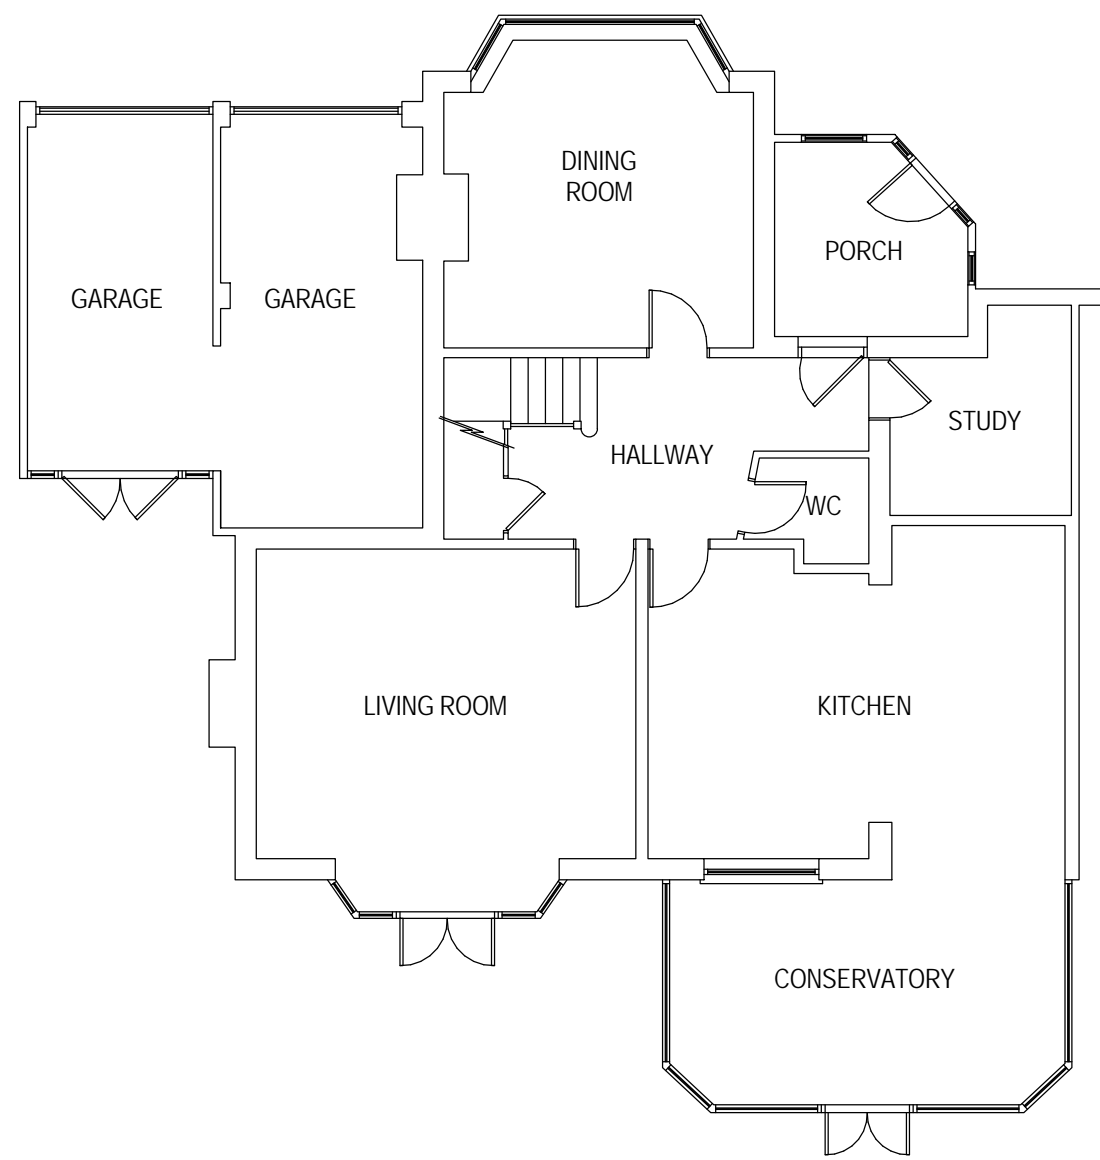 DINING
ROOM
PORCH
GARAGE
GARAGE
STUDY
HALLWAY
WC
LIVING ROOM
KITCHEN
CONSERVATORY